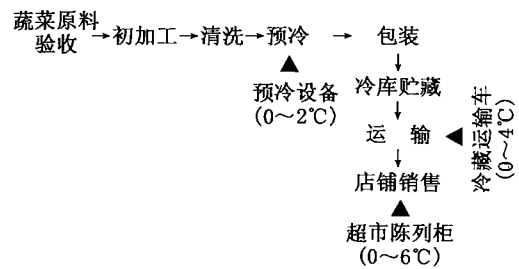 蔬菜原料
验收→初加工→清洗→预冷 → 包装
预冷设备
(0～2℃)
冷库贮藏
运 输
冷藏运输车
(0～4℃)
店铺销售
超市陈列柜
(0～6℃)